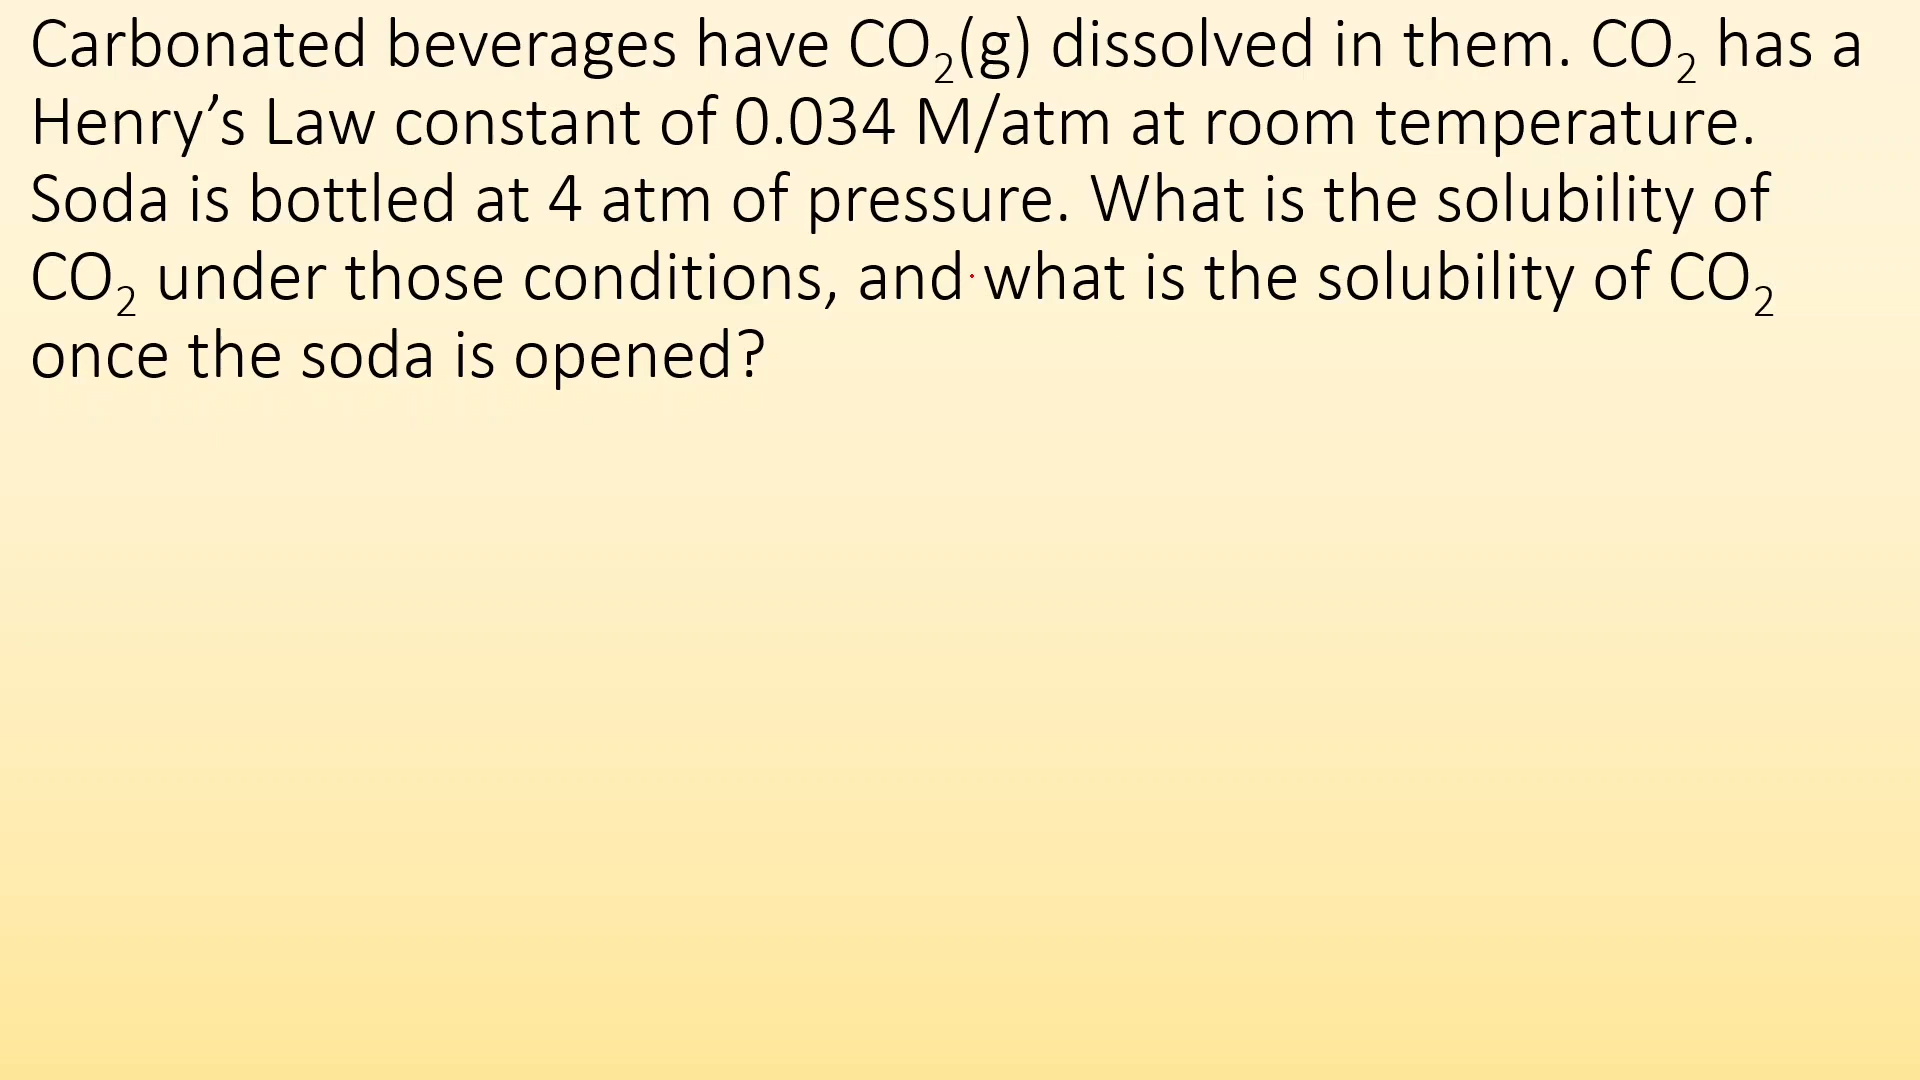 Carbonated beverages have CO₂(g) dissolved in them. CO₂ has a
Henry’s Law constant of 0.034 M/atm at room temperature.
Soda is bottled at 4 atm of pressure. What is the solubility of
CO₂ under those conditions, and what is the solubility of CO₂
once the soda is opened?